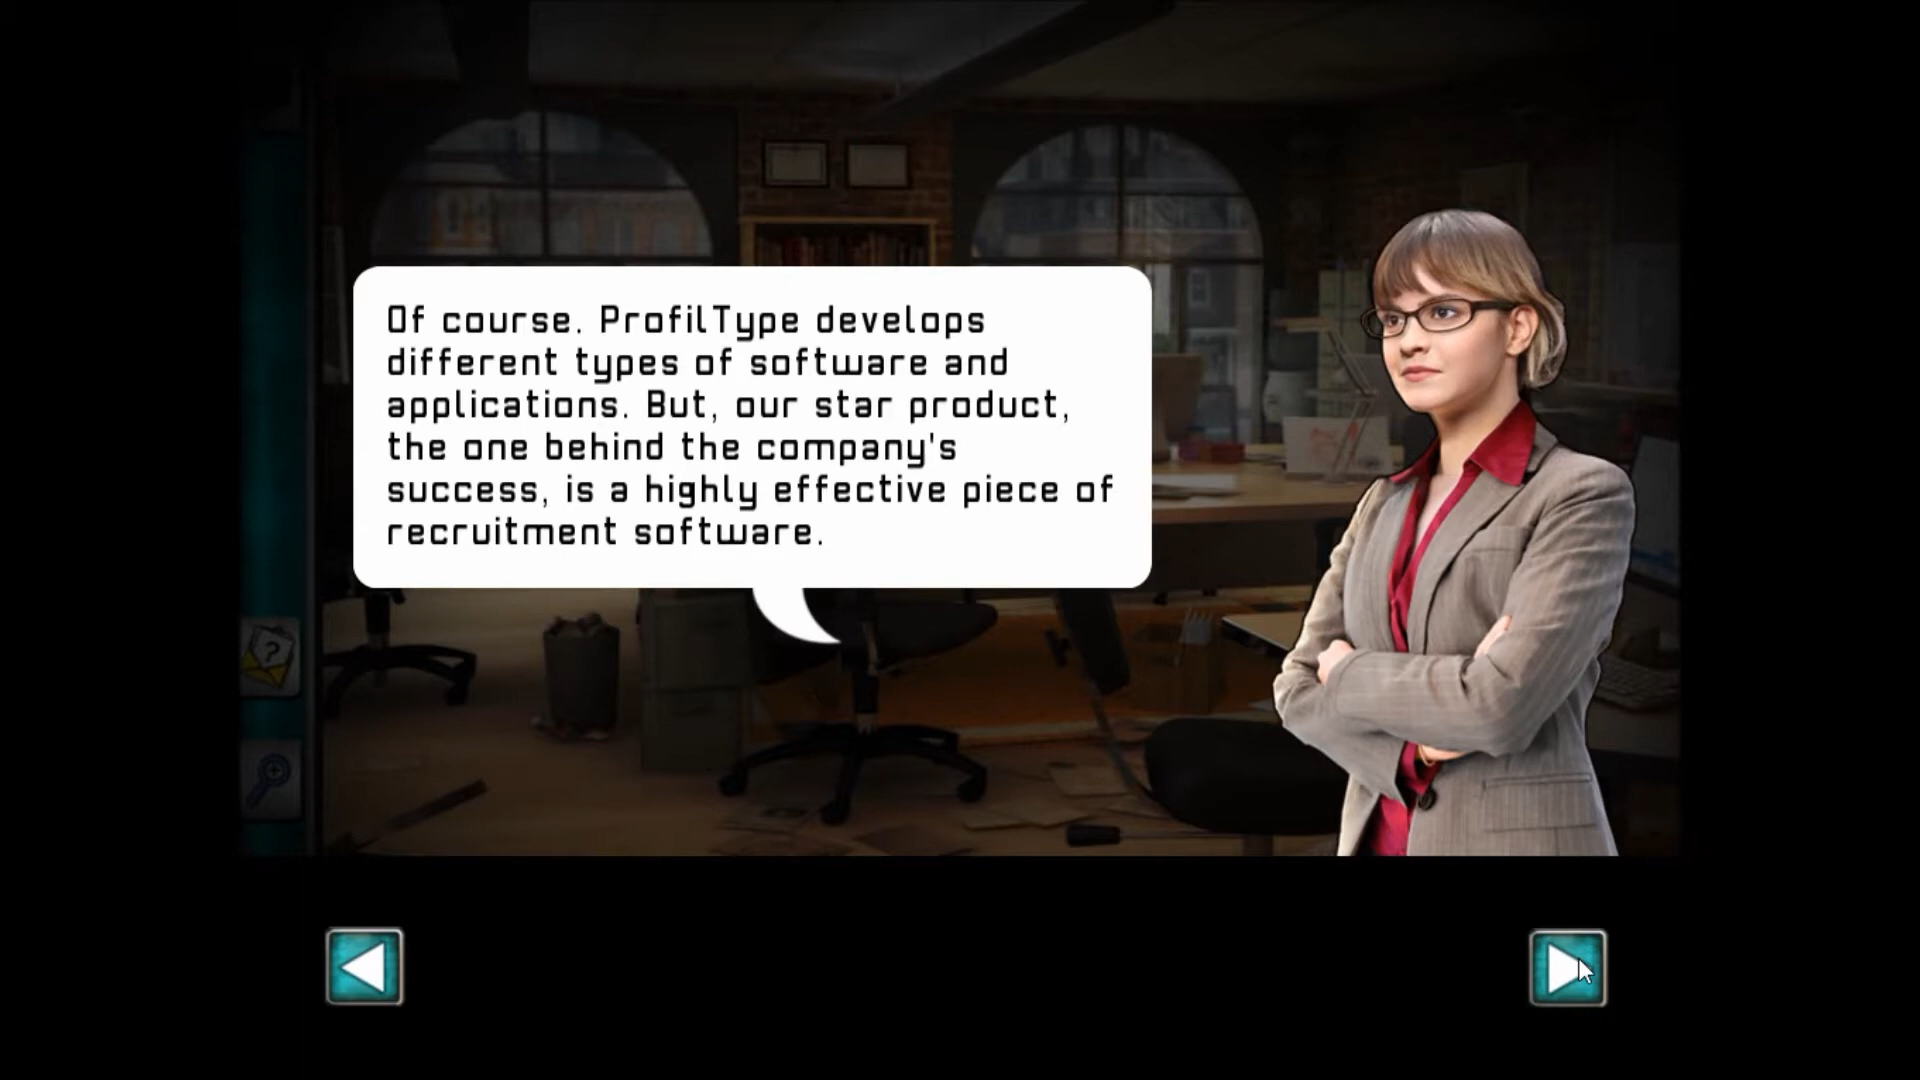 Of course. ProfilType develops
different types of software and
applications. But, our star product,
the one behind the company's
success, is a highly effective piece of
recruitment software.
?